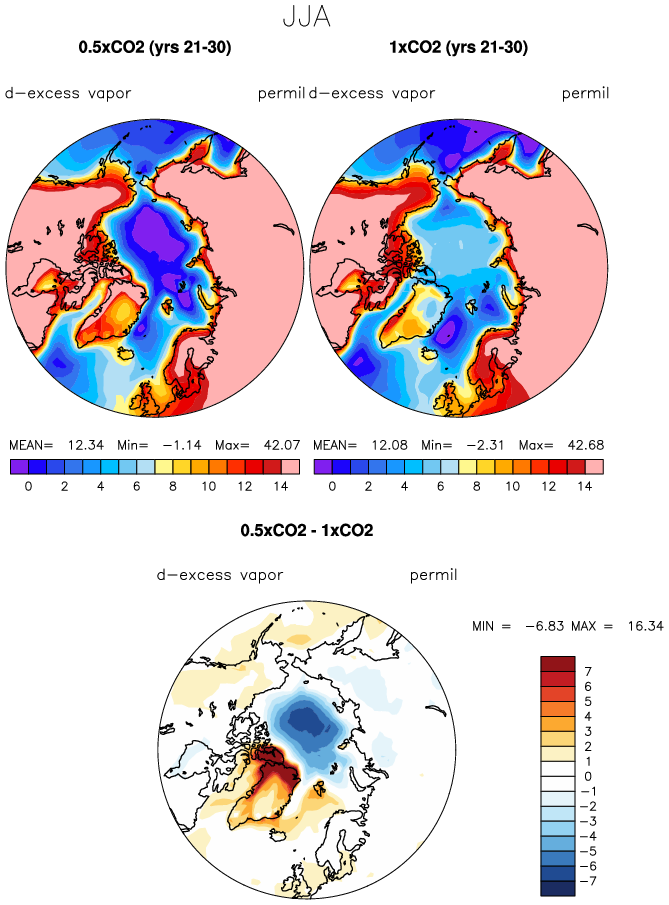 JJA
0.5xCO2 (yrs 21-30) 1xCO2 (yrs 21-30)
d-excess vapor permil d-excess vapor permil
MEAN= 12.34 Min= -1.14 Max= 42.07 MEAN= 12.08 Min= -2.31 Max= 42.68
0 2 4 6 8 10 12 14 0 2 4 6 8 10 12 14
0.5xCO2 - 1xCO2
d-excess vapor permil
MIN = -6.83 MAX = 16.34
7
6
5
4
3
2
1
0
-1
-2
-3
-4
-5
-6
-7